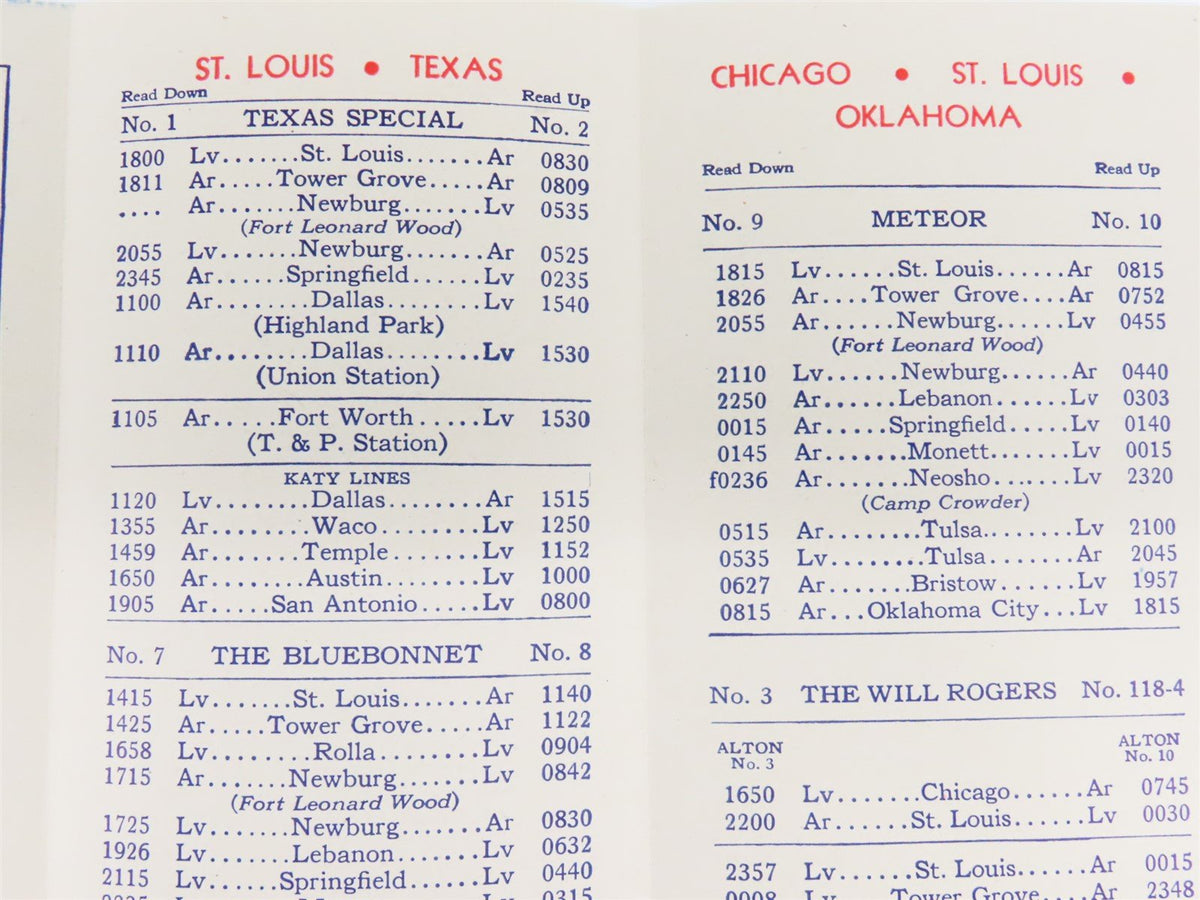 ST. LOUIS • TEXAS
Read Down Read Up
No. 1 TEXAS SPECIAL No. 2
1800 Lv.......St. Louis.......Ar 0830
1811 Ar.....Tower Grove.....Ar 0809
.... Ar.......Newburg.......Lv 0535
(Fort Leonard Wood)
2055 Lv.......Newburg.......Ar 0525
2345 Ar......Springfield......Lv 0235
1100 Ar........Dallas........Lv 1540
(Highland Park)
1110 Ar........Dallas........Lv 1530
(Union Station)
1105 Ar.....Fort Worth.....Lv 1530
(T. & P. Station)
KATY LINES
1120 Lv........Dallas........Ar 1515
1355 Ar........Waco.........Lv 1250
1459 Ar.......Temple.......Lv 1152
1650 Ar........Austin........Lv 1000
1905 Ar.....San Antonio.....Lv 0800
No. 7 THE BLUEBONNET No. 8
1415 Lv.......St. Louis.......Ar 1140
1425 Ar.....Tower Grove.....Ar 1122
1658 Lv.........Rolla.........Lv 0904
1715 Ar.......Newburg.......Lv 0842
(Fort Leonard Wood)
1725 Lv.......Newburg.......Ar 0830
1926 Lv.......Lebanon.......Lv 0632
2115 Lv......Springfield......Lv 0440
0315
CHICAGO • ST. LOUIS •
OKLAHOMA
Read Down Read Up
No. 9 METEOR No. 10
1815 Lv......St. Louis......Ar 0815
1826 Ar....Tower Grove....Ar 0752
2055 Ar......Newburg......Lv 0455
(Fort Leonard Wood)
2110 Lv......Newburg......Ar 0440
2250 Ar......Lebanon......Lv 0303
0015 Ar.....Springfield.....Lv 0140
0145 Ar.......Monett.......Lv 0015
f0236 Ar.......Neosho.......Lv 2320
(Camp Crowder)
0515 Ar.........Tulsa.........Lv 2100
0535 Lv.........Tulsa........Ar 2045
0627 Ar.......Bristow.......Lv 1957
0815 Ar...Oklahoma City...Lv 1815
No. 3 THE WILL ROGERS No. 118-4
ALTON ALTON
No. 3 No. 10
1650 Lv.......Chicago......Ar 0745
2200 Ar......St. Louis......Lv 0030
2357 Lv......St. Louis......Ar 0015
0008 Lv....Tower Grove....Ar 2348